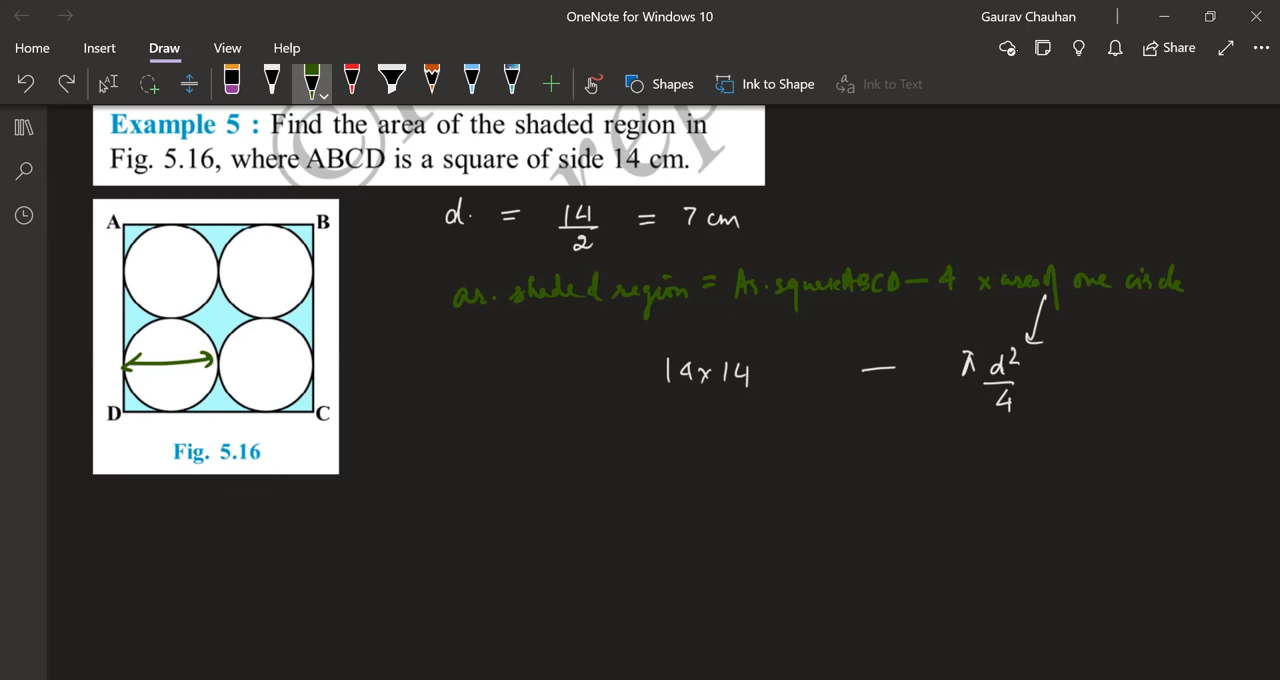 OneNote for Windows 10
Gaurav Chauhan
Home Insert Draw View Help
Share
Shapes Ink to Shape Ink to Text
Example 5 : Find the area of the shaded region in
Fig. 5.16, where ABCD is a square of side 14 cm.
d. = 14/2 = 7 cm
ar. shaded region = Ar. square ABCD - 4 x area of one circle
14 x 14 - π d²/4
A B
D C
Fig. 5.16